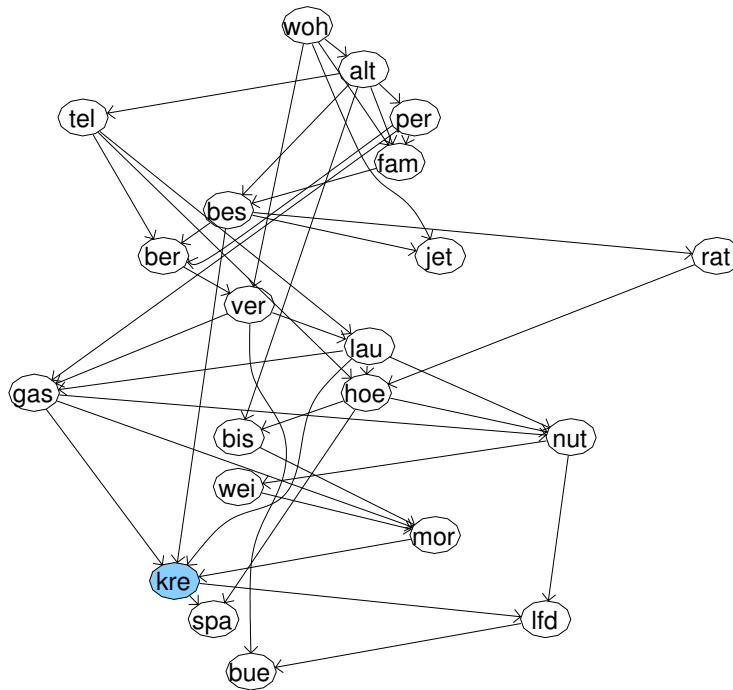 woh
alt
tel
per
fam
bes
ber
jet
rat
ver
lau
gas
hoe
bis
nut
wei
mor
kre
spa
lfd
bue